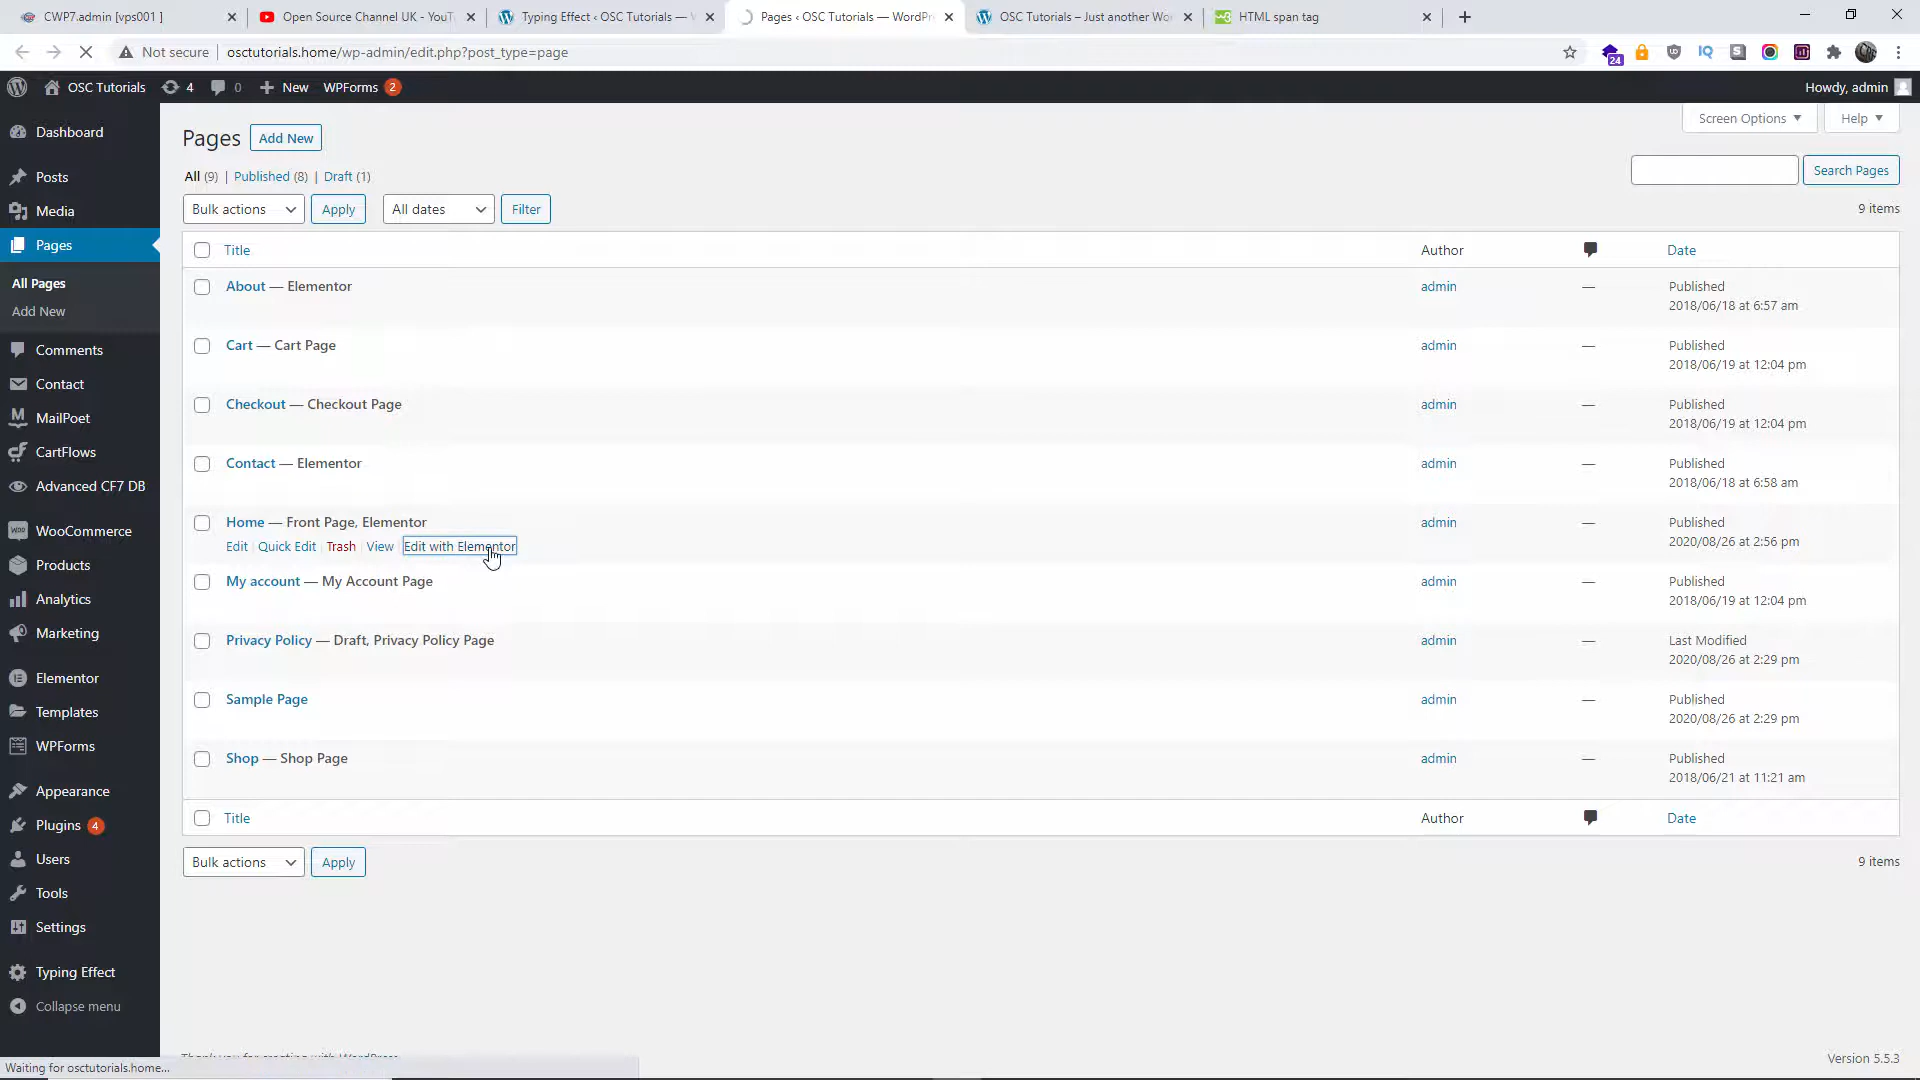 CWP7.admin [vps001 ]
Open Source Channel UK - YouT
Typing Effect ‹ OSC Tutorials —
Pages ‹ OSC Tutorials — WordPr
OSC Tutorials – Just another Wo
HTML span tag
Not secure
osctutorials.home/wp-admin/edit.php?post_type=page
24
OSC Tutorials
4
0
New
WPForms 2
Howdy, admin
Dashboard
Posts
Media
Pages
All Pages
Add New
Comments
Contact
MailPoet
CartFlows
Advanced CF7 DB
WooCommerce
Products
Analytics
Marketing
Elementor
Templates
WPForms
Appearance
Plugins 4
Users
Tools
Settings
Typing Effect
Collapse menu
Pages Add New
Screen Options
Help
All (9) | Published (8) | Draft (1)
Search Pages
Bulk actions Apply All dates Filter
9 items
Title Author Date
About — Elementor admin — Published
2018/06/18 at 6:57 am
Cart — Cart Page admin — Published
2018/06/19 at 12:04 pm
Checkout — Checkout Page admin — Published
2018/06/19 at 12:04 pm
Contact — Elementor admin — Published
2018/06/18 at 6:58 am
Home — Front Page, Elementor admin — Published
Edit | Quick Edit | Trash | View | Edit with Elementor 2020/08/26 at 2:56 pm
My account — My Account Page admin — Published
2018/06/19 at 12:04 pm
Privacy Policy — Draft, Privacy Policy Page admin — Last Modified
2020/08/26 at 2:29 pm
Sample Page admin — Published
2020/08/26 at 2:29 pm
Shop — Shop Page admin — Published
2018/06/21 at 11:21 am
Title Author Date
Bulk actions Apply
9 items
Thank you for creating with WordPress.
Version 5.5.3
Waiting for osctutorials.home...